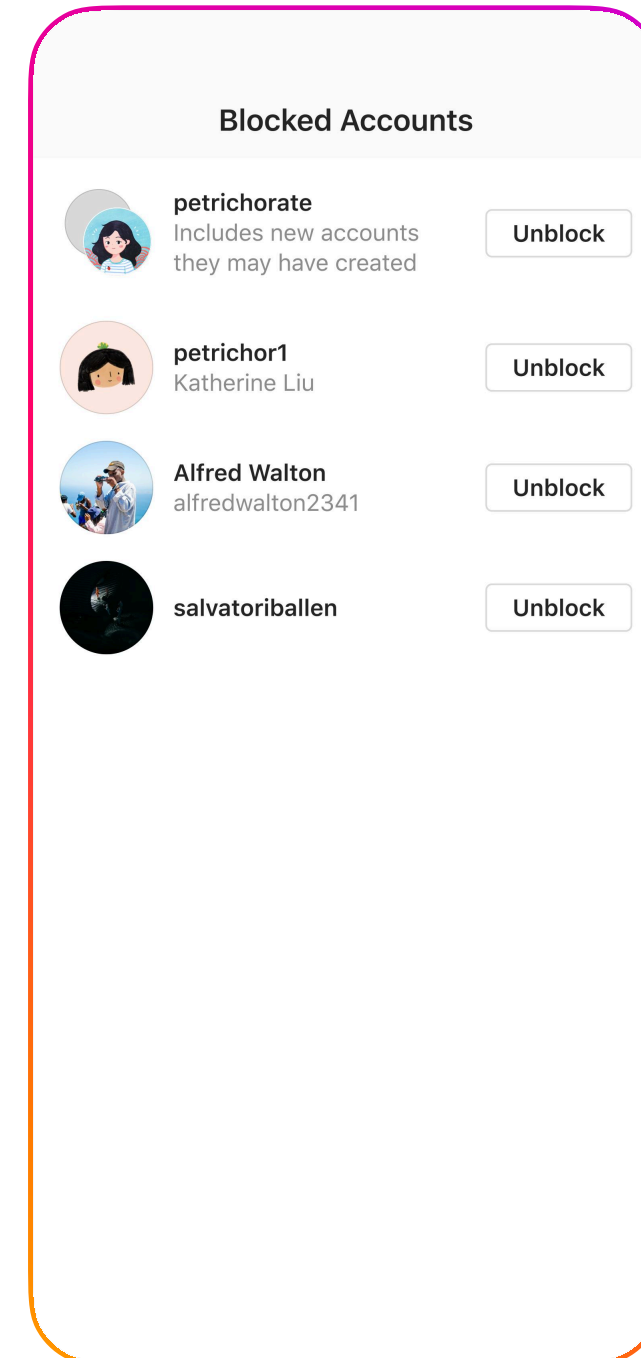 Blocked Accounts
petrichorate
Includes new accounts
they may have created
Unblock
petrichor1
Katherine Liu
Unblock
Alfred Walton
alfredwalton2341
Unblock
salvatoriballen
Unblock